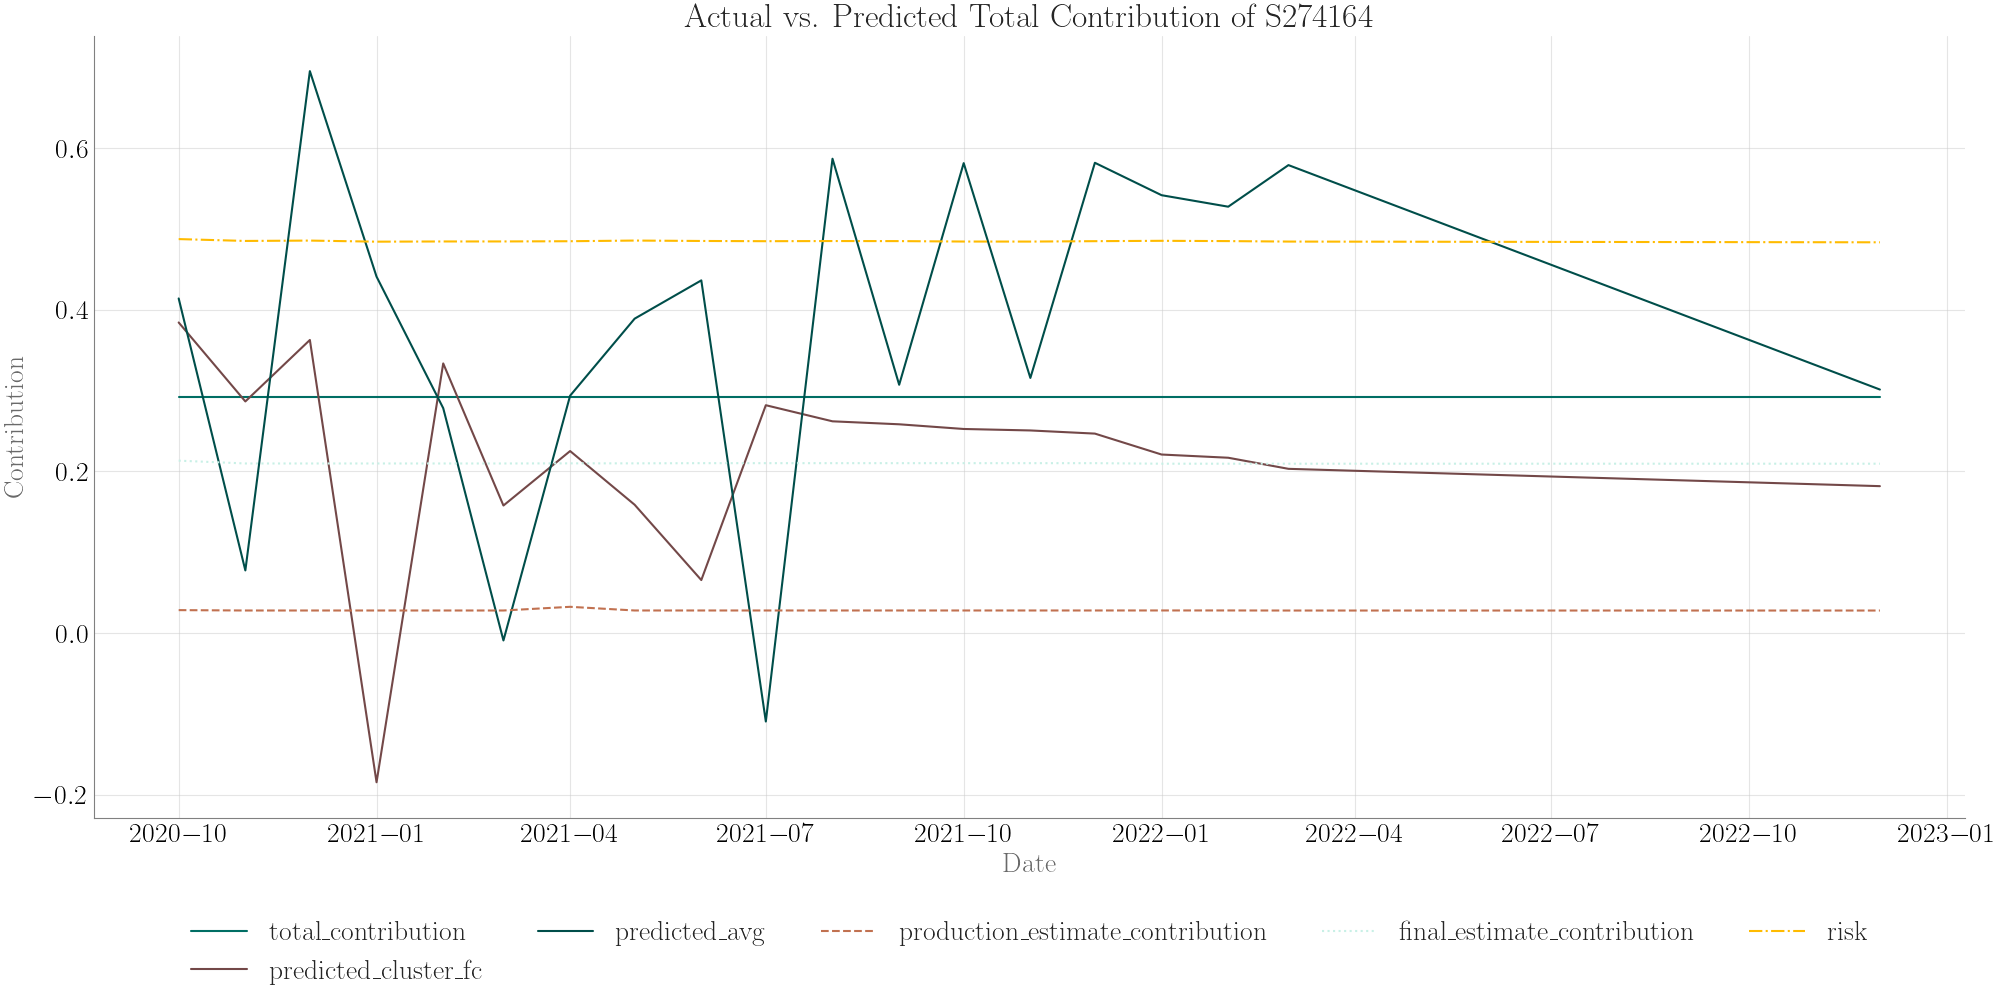 Actual vs. Predicted Total Contribution of S274164
Contribution
0.6
0.4
0.2
0.0
−0.2
2020−10 2021−01 2021−04 2021−07 2021−10 2022−01 2022−04 2022−07 2022−10 2023−01
Date
total_contribution predicted_avg production_estimate_contribution final_estimate_contribution risk
predicted_cluster_fc